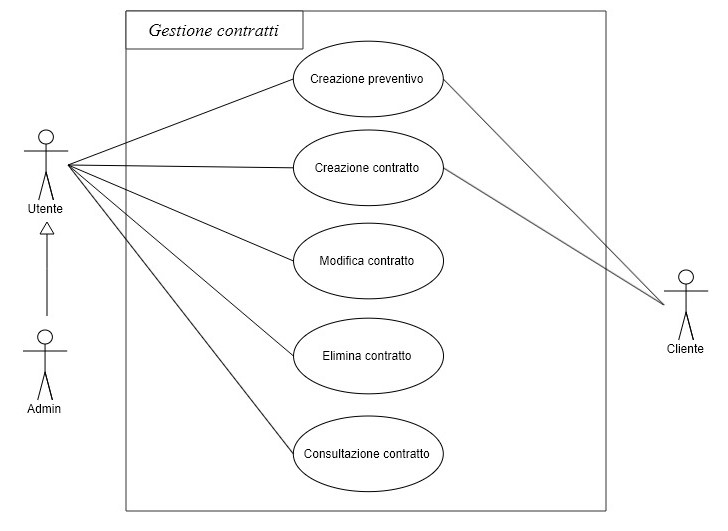 Gestione contratti
Creazione preventivo
Creazione contratto
Utente
Modifica contratto
Cliente
Elimina contratto
Admin
Consultazione contratto